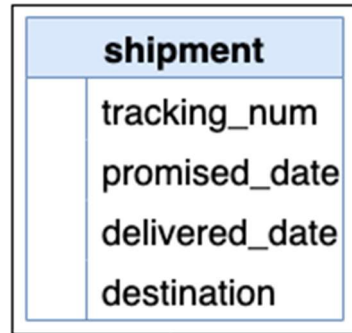 shipment
tracking_num
promised_date
delivered_date
destination